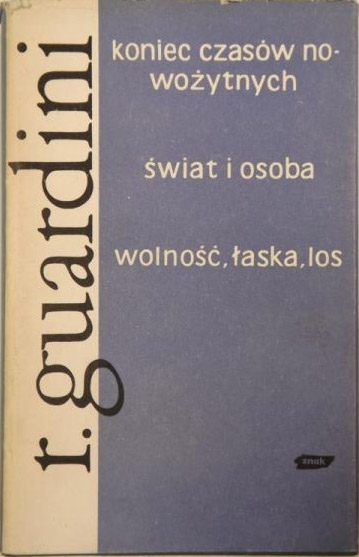 r. guardini
koniec czasów no-
wożytnych
świat i osoba
wolność, łaska, los
znak